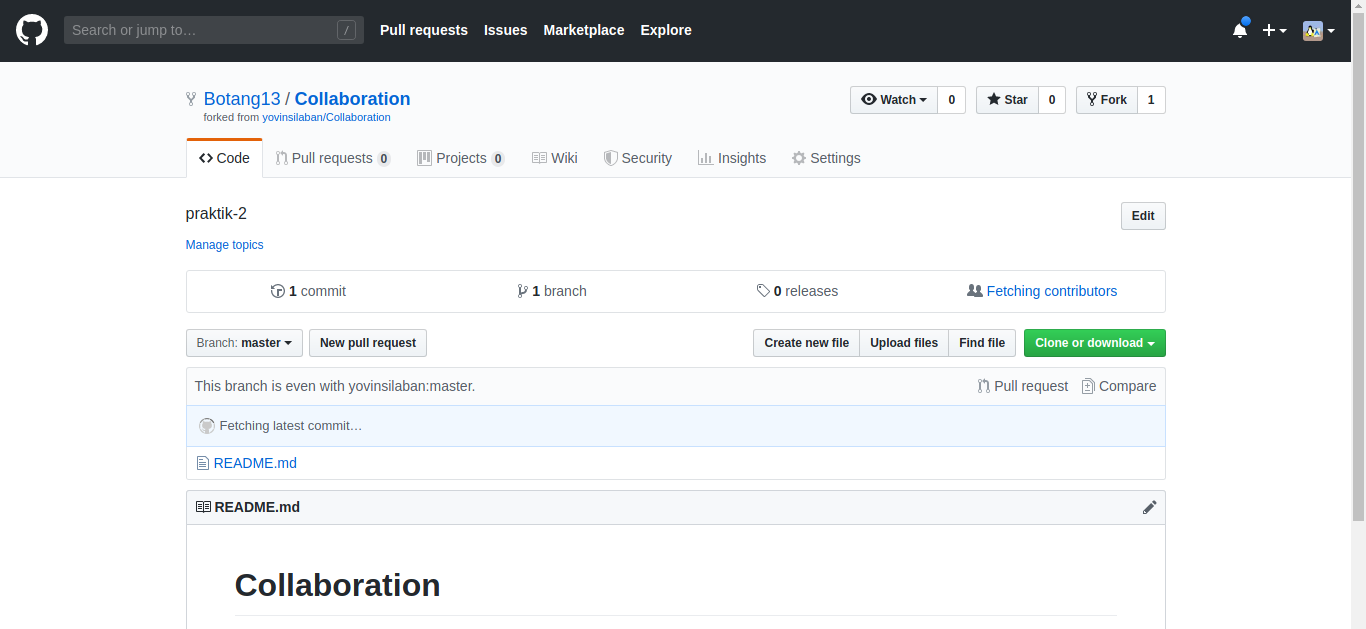 Search or jump to… / Pull requests Issues Marketplace Explore
Botang13 / Collaboration Watch 0 Star 0 Fork 1
forked from yovinsilaban/Collaboration
Code Pull requests 0 Projects 0 Wiki Security Insights Settings
praktik-2 Edit
Manage topics
1 commit 1 branch 0 releases Fetching contributors
Branch: master New pull request Create new file Upload files Find file Clone or download
This branch is even with yovinsilaban:master. Pull request Compare
Fetching latest commit…
README.md
README.md
Collaboration